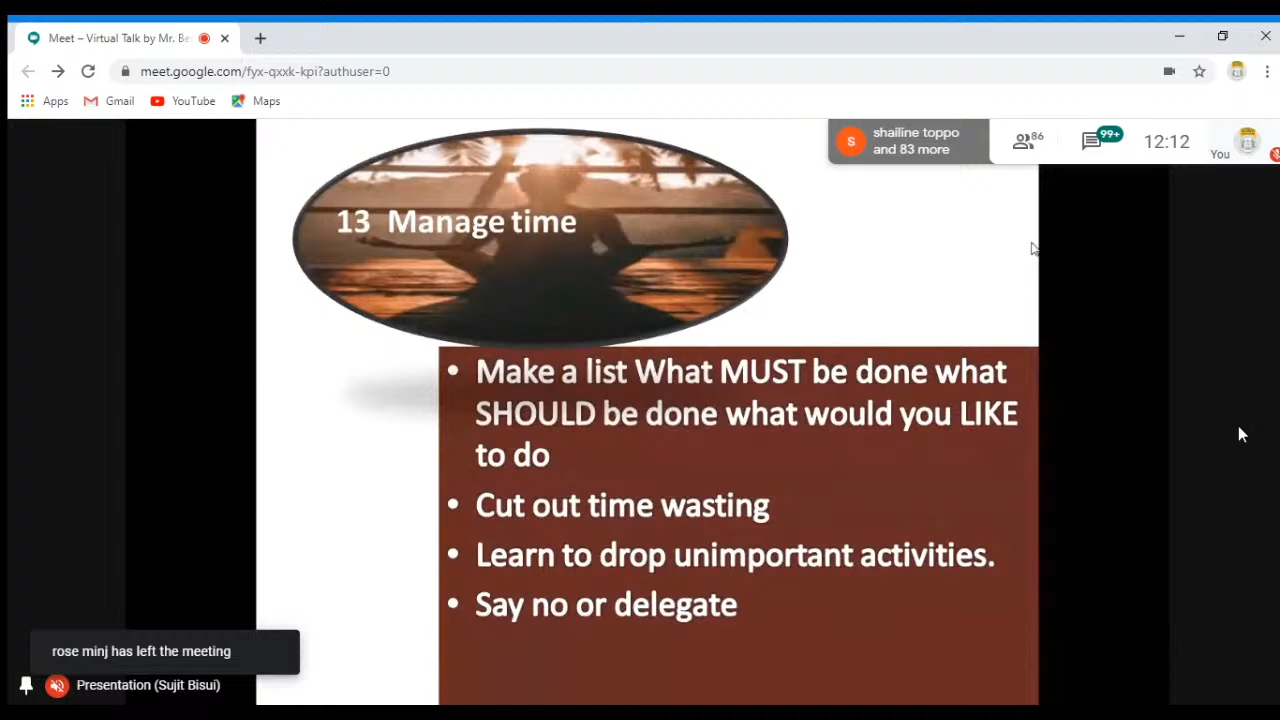 Meet – Virtual Talk by Mr. Be
meet.google.com/fyx-qxxk-kpi?authuser=0
Apps Gmail YouTube Maps
shailine toppo
and 83 more
S
86
99+
12:12
You
13 Manage time
• Make a list What MUST be done what
SHOULD be done what would you LIKE
to do
• Cut out time wasting
• Learn to drop unimportant activities.
• Say no or delegate
rose minj has left the meeting
Presentation (Sujit Bisui)